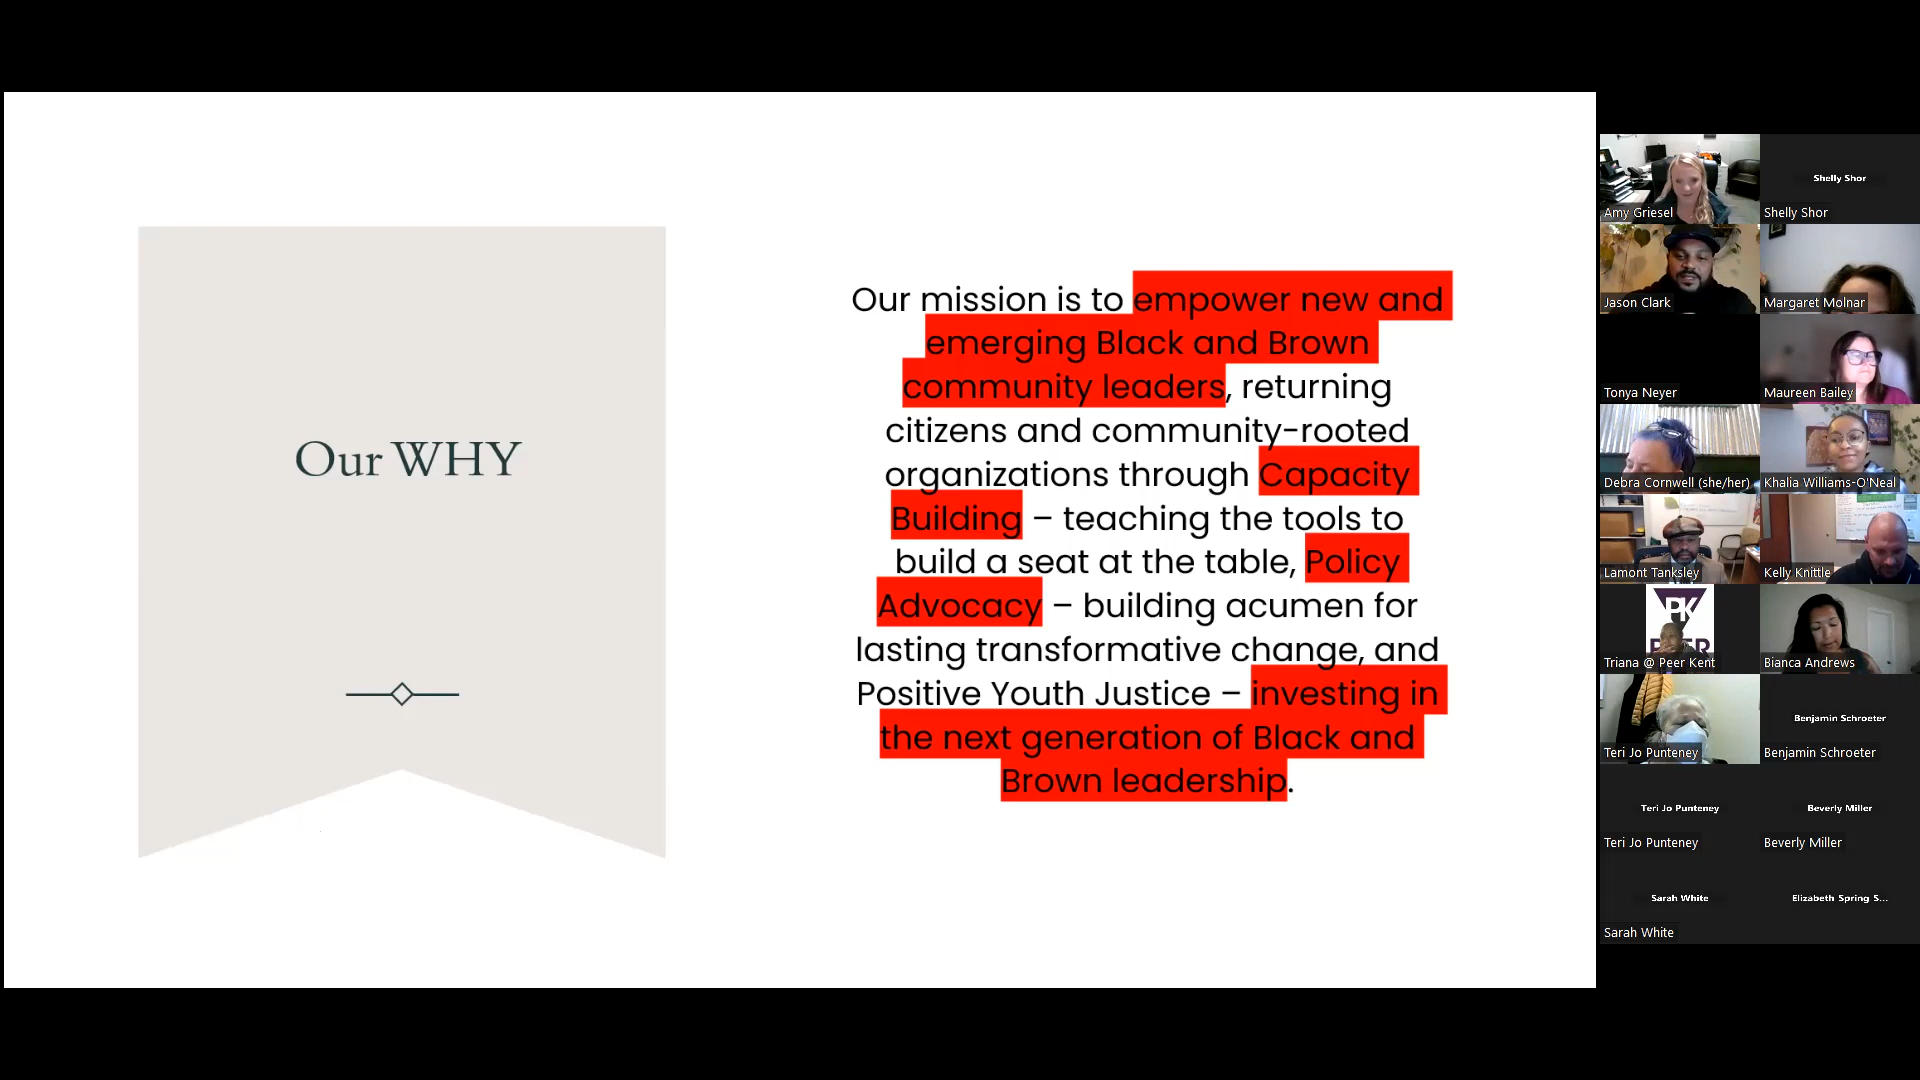 Our WHY
Our mission is to empower new and
emerging Black and Brown
community leaders, returning
citizens and community-rooted
organizations through Capacity
Building – teaching the tools to
build a seat at the table, Policy
Advocacy – building acumen for
lasting transformative change, and
Positive Youth Justice – investing in
the next generation of Black and
Brown leadership.
Amy Griesel
Shelly Shor
Shelly Shor
Jason Clark
Margaret Molnar
Tonya Neyer
Maureen Bailey
Debra Cornwell (she/her)
Khalia Williams-O'Neal
Lamont Tanksley
Kelly Knittle
PK
Triana @ Peer Kent
Bianca Andrews
Teri Jo Punteney
Benjamin Schroeter
Benjamin Schroeter
Teri Jo Punteney
Teri Jo Punteney
Beverly Miller
Beverly Miller
Sarah White
Sarah White
Elizabeth Spring S...